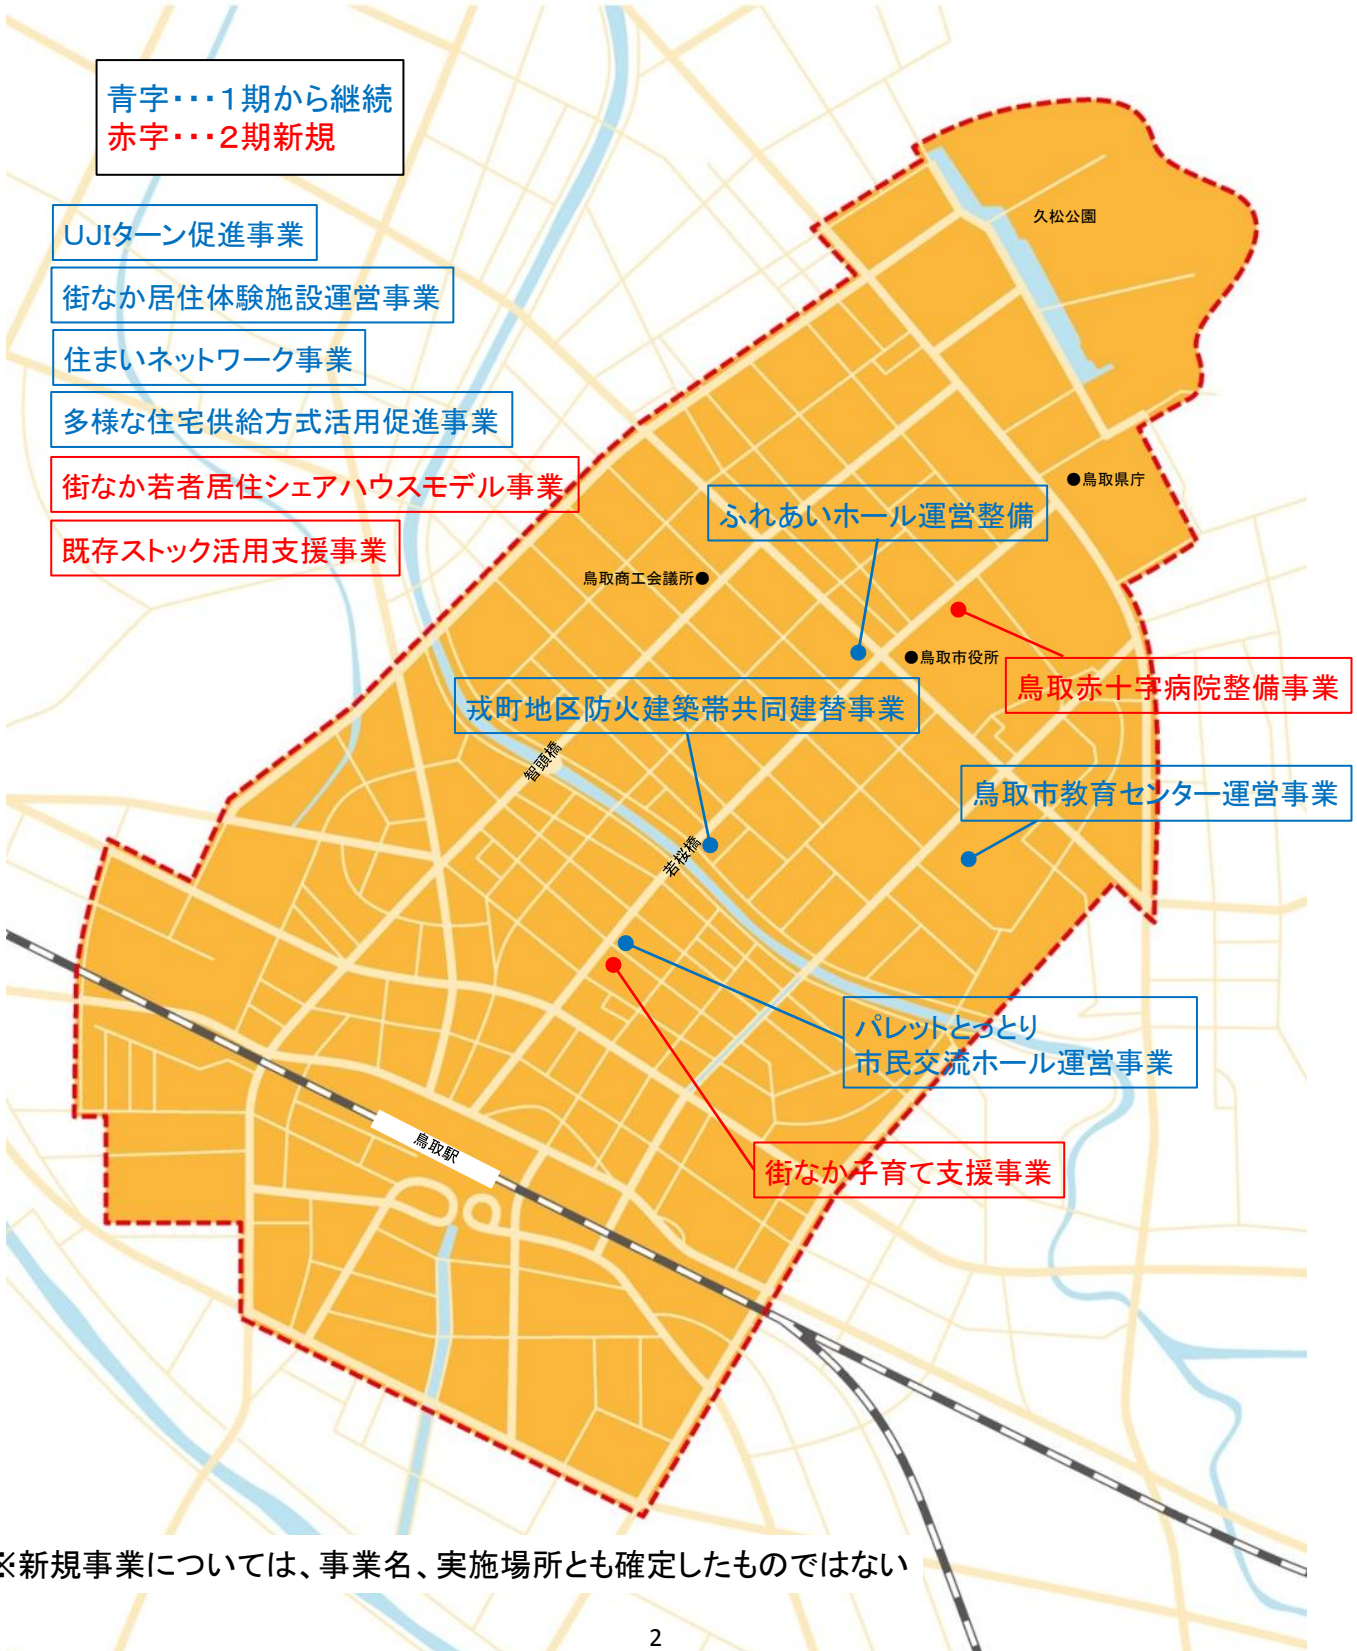 青字・・・１期から継続
赤字・・・２期新規
UJIターン促進事業
街なか居住体験施設運営事業
住まいネットワーク事業
多様な住宅供給方式活用促進事業
街なか若者居住シェアハウスモデル事業
既存ストック活用支援事業
久松公園
●鳥取県庁
ふれあいホール運営整備
鳥取商工会議所●
●鳥取市役所
鳥取赤十字病院整備事業
戎町地区防火建築帯共同建替事業
智頭橋
鳥取市教育センター運営事業
若桜橋
パレットとっとり
市民交流ホール運営事業
鳥取駅
街なか子育て支援事業
※新規事業については、事業名、実施場所とも確定したものではない
2